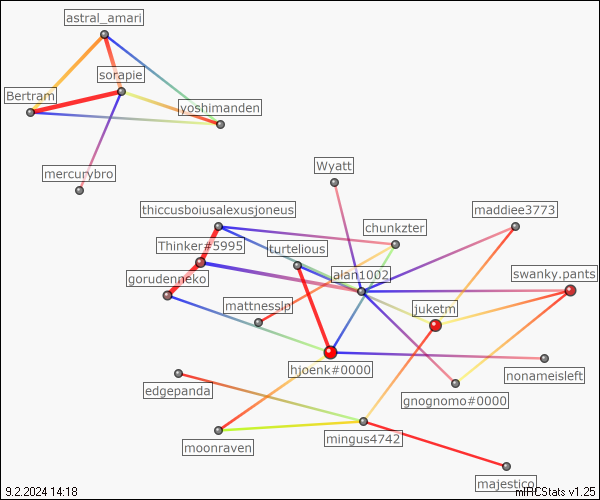 astral_amari
sorapie
Bertram
yoshimanden
mercurybro
Wyatt
thiccusboiusalexusjoneus
maddiee3773
chunkzter
Thinker#5995
turtelious
alan1002
swanky.pants
gorudenneko
mattnesslp
juketm
hjoenk#0000
nonameisleft
edgepanda
gnognomo#0000
moonraven
mingus4742
majestico
9.2.2024 14:18
mIRCStats v1.25